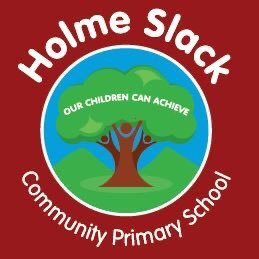 Holme Slack
OUR CHILDREN CAN ACHIEVE
Community Primary School